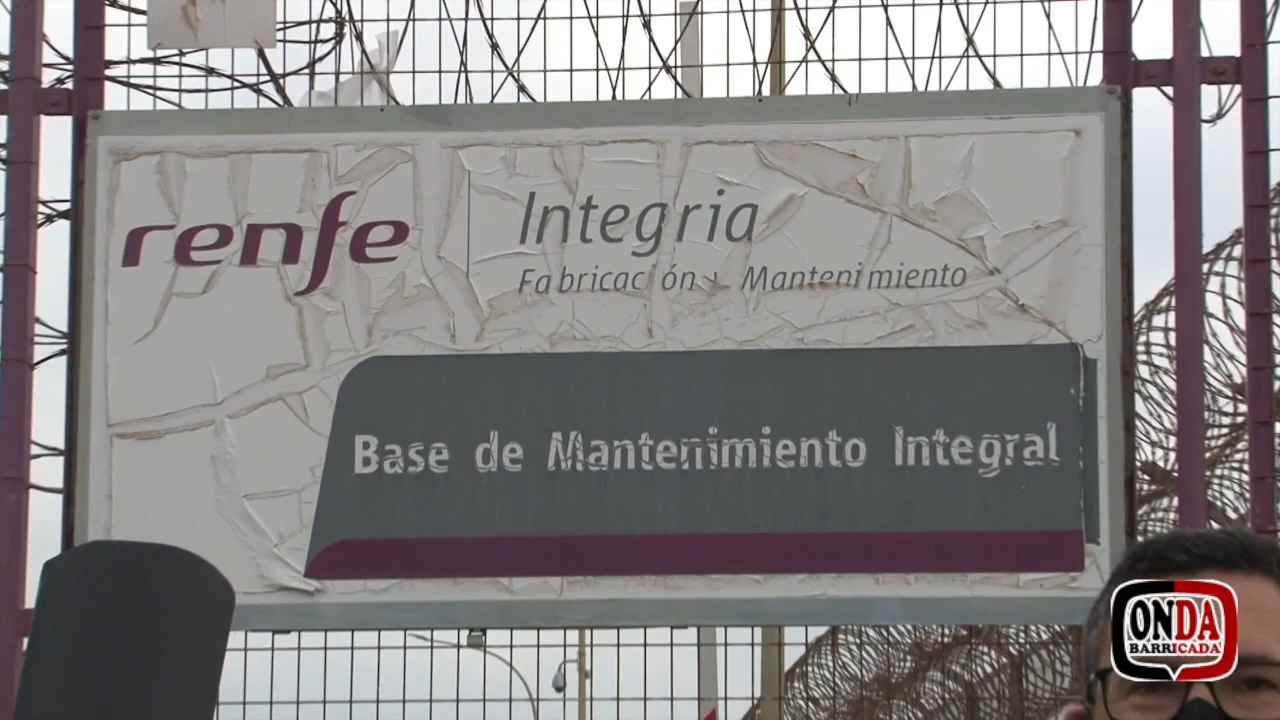 renfe
Integria
Fabricación y Mantenimiento
Base de Mantenimiento Integral
ONDA
BARRICADA